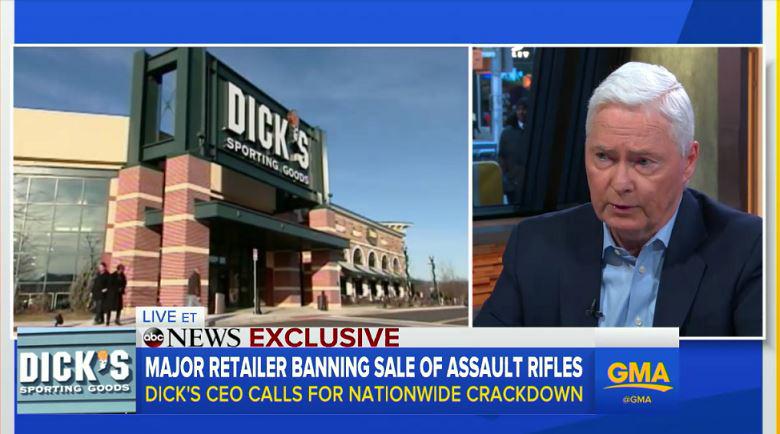 DICK'S
SPORTING GOODS
LIVE ET
abc NEWS EXCLUSIVE
DICK'S
SPORTING GOODS
MAJOR RETAILER BANNING SALE OF ASSAULT RIFLES
DICK'S CEO CALLS FOR NATIONWIDE CRACKDOWN
GMA
@GMA